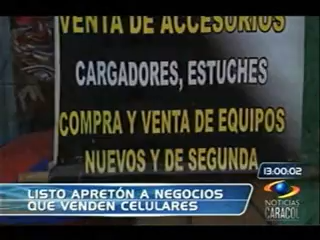 VENTA DE ACCESORIOS
CARGADORES, ESTUCHES
COMPRA Y VENTA DE EQUIPOS
NUEVOS Y DE SEGUNDA
13:00:02
LISTO APRETÓN A NEGOCIOS
QUE VENDEN CELULARES
NOTICIAS
CARACOL